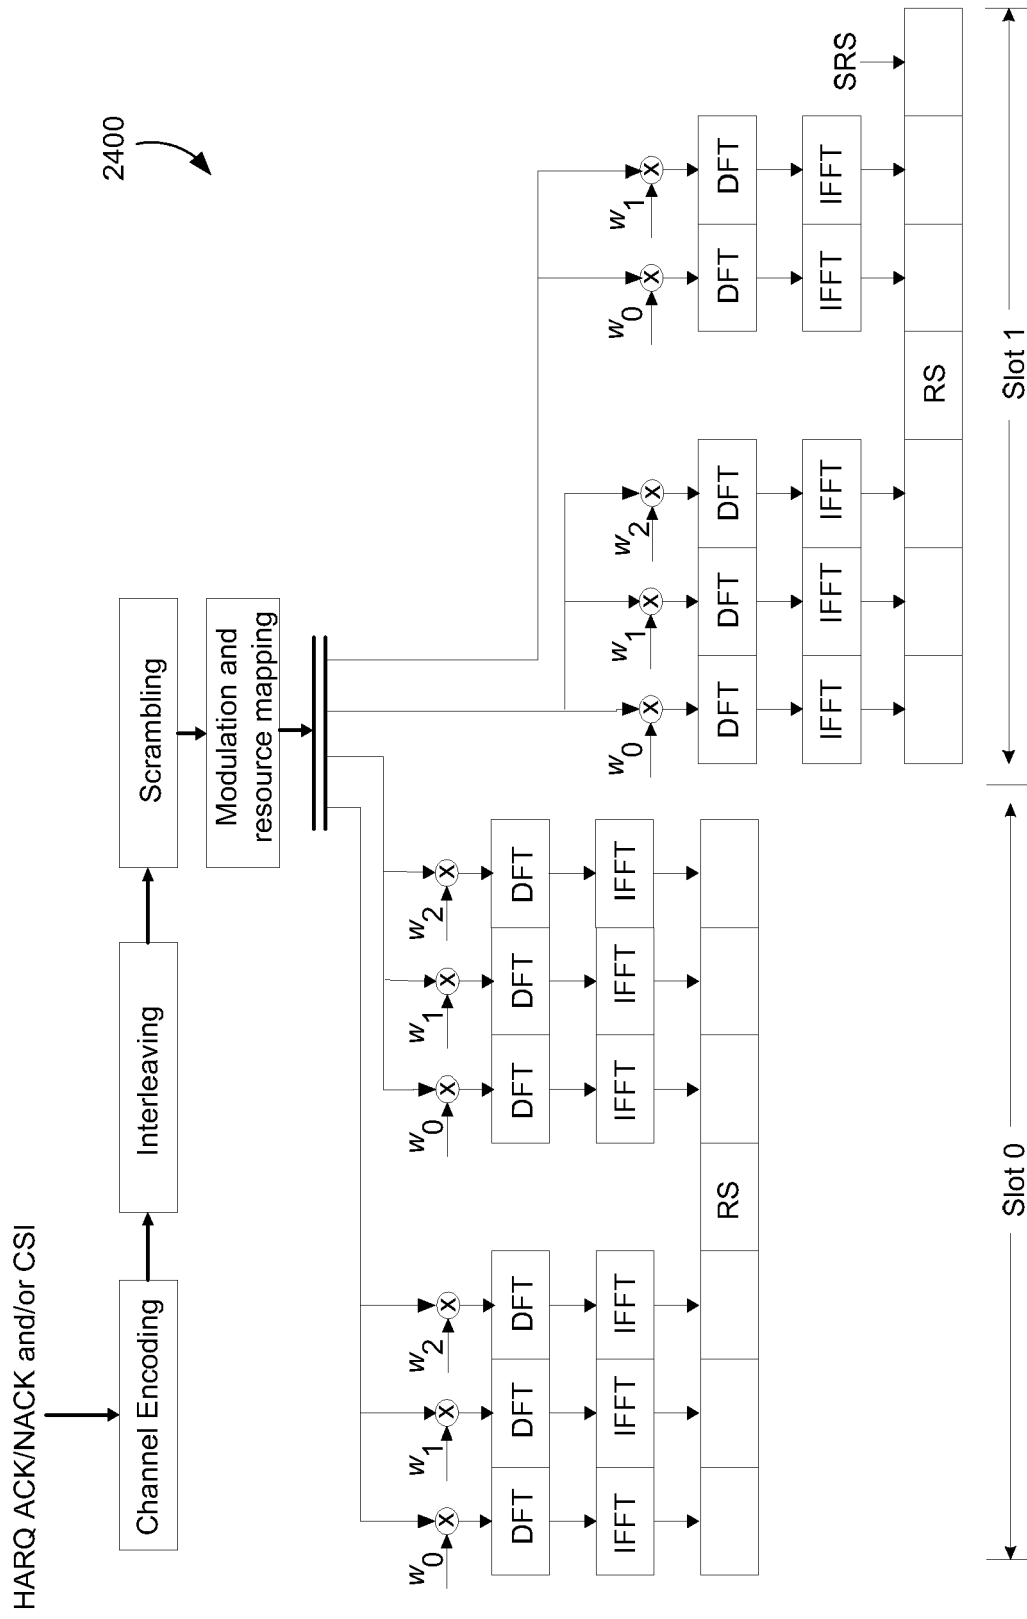 2400
HARQ ACK/NACK and/or CSI
Channel Encoding
Interleaving
Scrambling
Modulation and
resource mapping
w0
w1
w2
w0
w1
w2
DFT
DFT
DFT
DFT
DFT
DFT
IFFT
IFFT
IFFT
IFFT
IFFT
IFFT
RS
w0
w1
w2
w0
w1
DFT
DFT
DFT
DFT
DFT
IFFT
IFFT
IFFT
IFFT
IFFT
SRS
RS
Slot 0
Slot 1